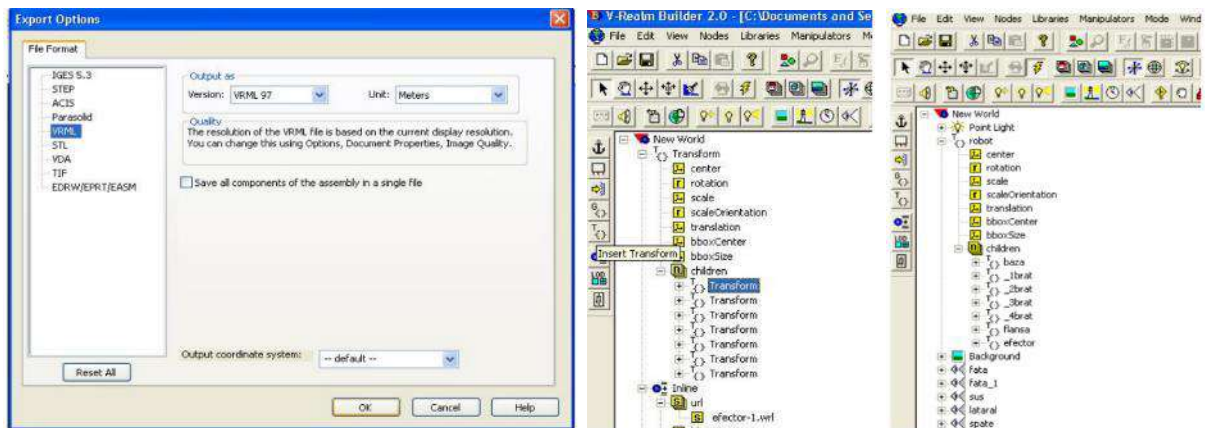 Export Options
File Format
IGES 5.3
STEP
ACIS
Parasolid
VRML
STL
VDA
TIF
EDRW/EPRT/EASM
Reset All
Output as
Version: VRML 97 Unit: Meters
Quality
The resolution of the VRML file is based on the current display resolution.
You can change this using Options, Document Properties, Image Quality.
Save all components of the assembly in a single file
Output coordinate system: -- default --
OK Cancel Help
V-Realm Builder 2.0 - [C:\Documents and Se
File Edit View Nodes Libraries Manipulators M
New World
Transform
center
rotation
scale
scaleOrientation
translation
bboxCenter
Insert Transform bboxSize
children
Transform
Transform
Transform
Transform
Transform
Transform
Transform
Inline
url
efector-1.wrl
File Edit View Nodes Libraries Manipulators Mode Wind
New World
Point Light
robot
center
rotation
scale
scaleOrientation
translation
bboxCenter
bboxSize
children
baza
_1brat
_2brat
_3brat
_4brat
flansa
efector
Background
fata
fata_1
sus
lataral
spate